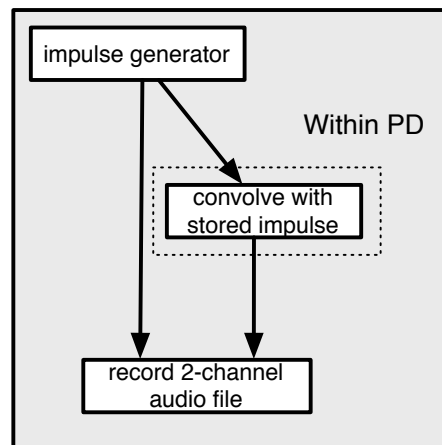 impulse generator
Within PD
convolve with
stored impulse
record 2-channel
audio file